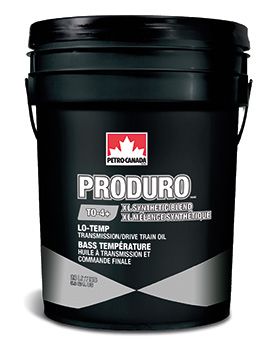 PETRO-CANADA
PRODURO
TO-4+
XL SYNTHETIC BLEND
XL MÉLANGE SYNTHÉTIQUE
LO-TEMP
TRANSMISSION/DRIVE TRAIN OIL
BASS TEMPÉRATURE
HUILE À TRANSMISSION ET
COMMANDE FINALE